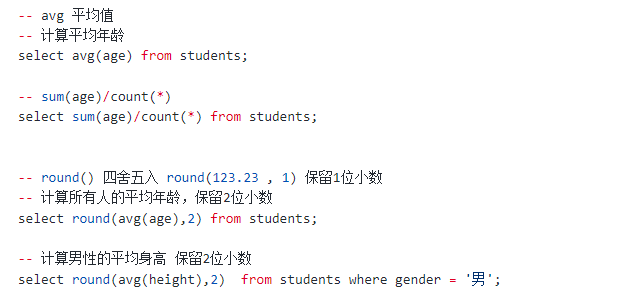 -- avg 平均值
-- 计算平均年龄
select avg(age) from students;
-- sum(age)/count(*)
select sum(age)/count(*) from students;
-- round() 四舍五入 round(123.23 , 1) 保留1位小数
-- 计算所有人的平均年龄，保留2位小数
select round(avg(age),2) from students;
-- 计算男性的平均身高 保留2位小数
select round(avg(height),2)  from students where gender = '男';